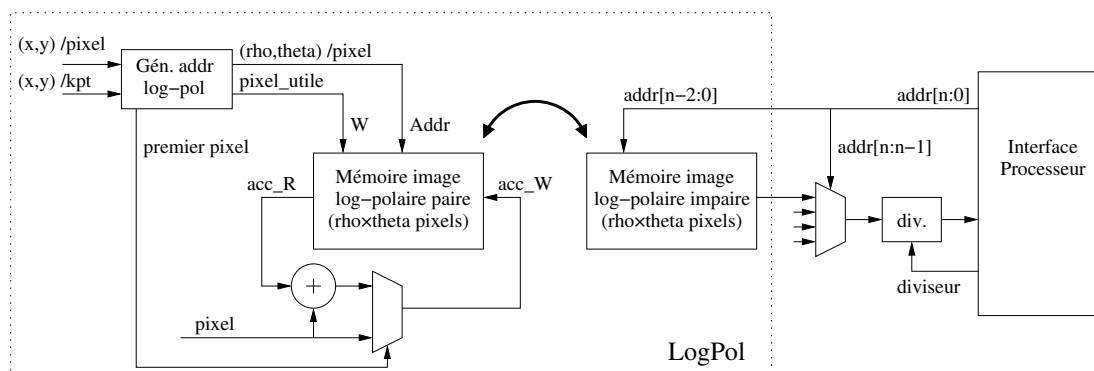 (x,y) /pixel
(x,y) /kpt
Gén. addr
log-pol
(rho,theta) /pixel
pixel_utile
W
Addr
premier pixel
acc_R
Mémoire image
log-polaire paire
(rho×theta pixels)
acc_W
+
pixel
Mémoire image
log-polaire impaire
(rho×theta pixels)
addr[n-2:0]
addr[n:0]
addr[n:n-1]
div.
diviseur
Interface
Processeur
LogPol